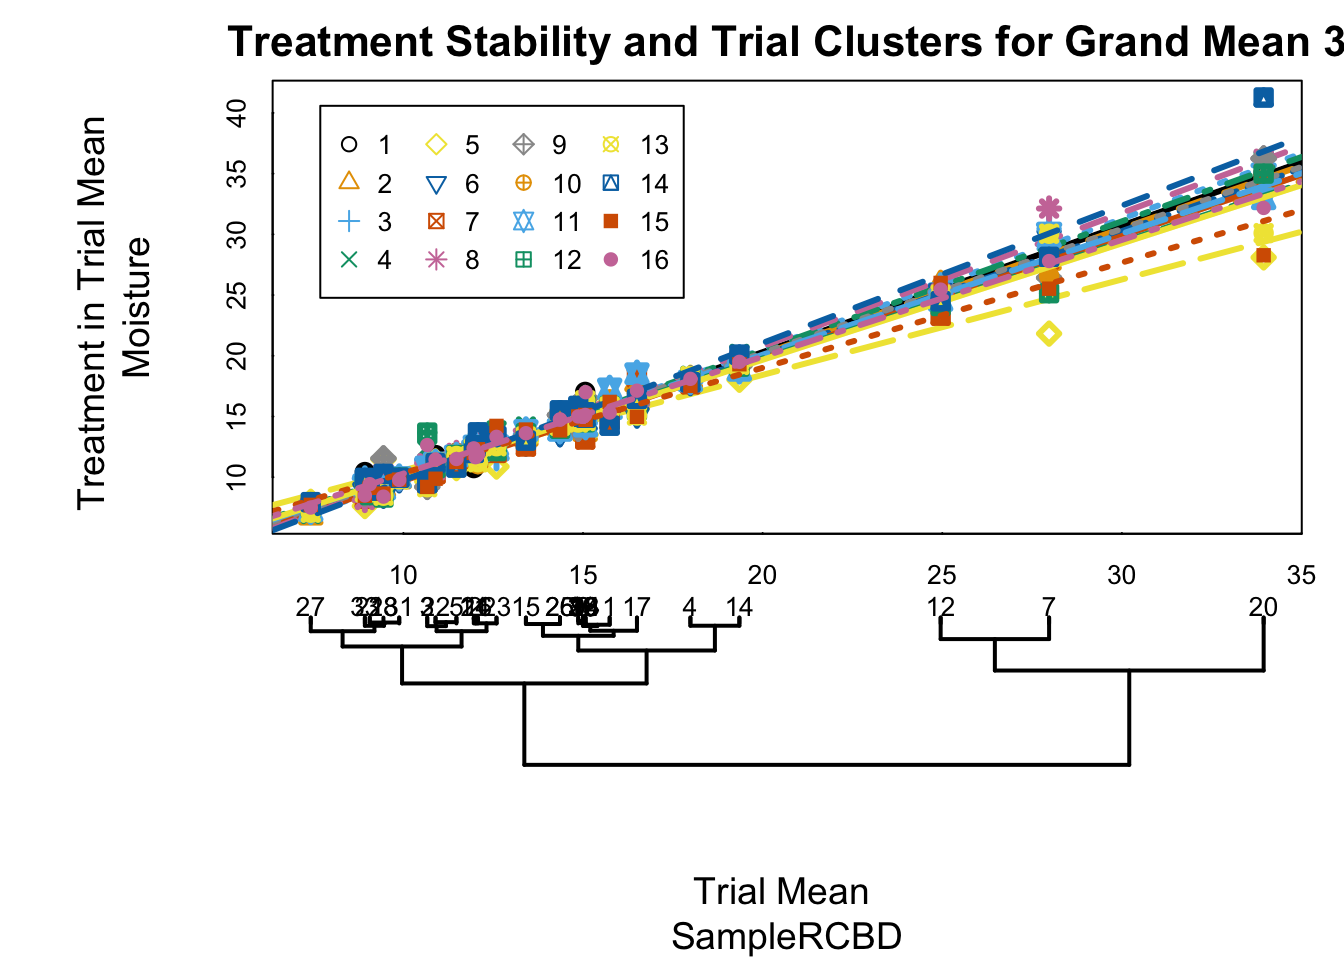 Treatment Stability and Trial Clusters for Grand Mean 3
Treatment in Trial Mean
Moisture
40
35
30
25
20
15
10
1 5 9 13
2 6 10 14
3 7 11 15
4 8 12 16
10 15 20 25 30 35
27 15 17 4 14 12 7 20
Trial Mean
SampleRCBD